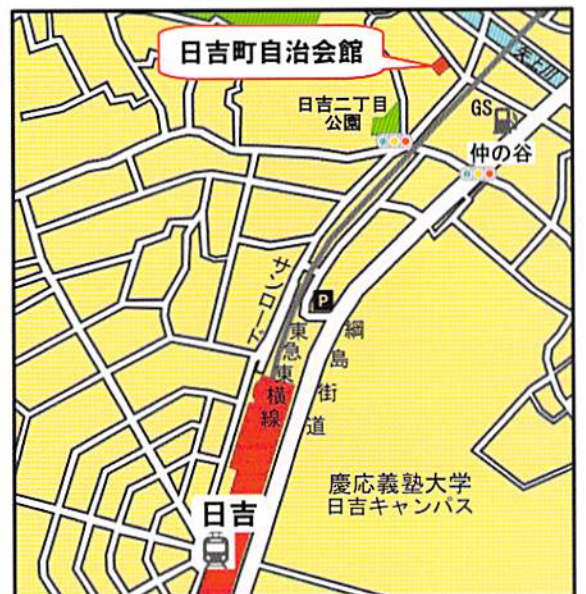 日吉町自治会館
矢上川
日吉二丁目
公園
GS
仲の谷
サンロード
P
東急東横線
綱島街道
慶応義塾大学
日吉キャンパス
日吉